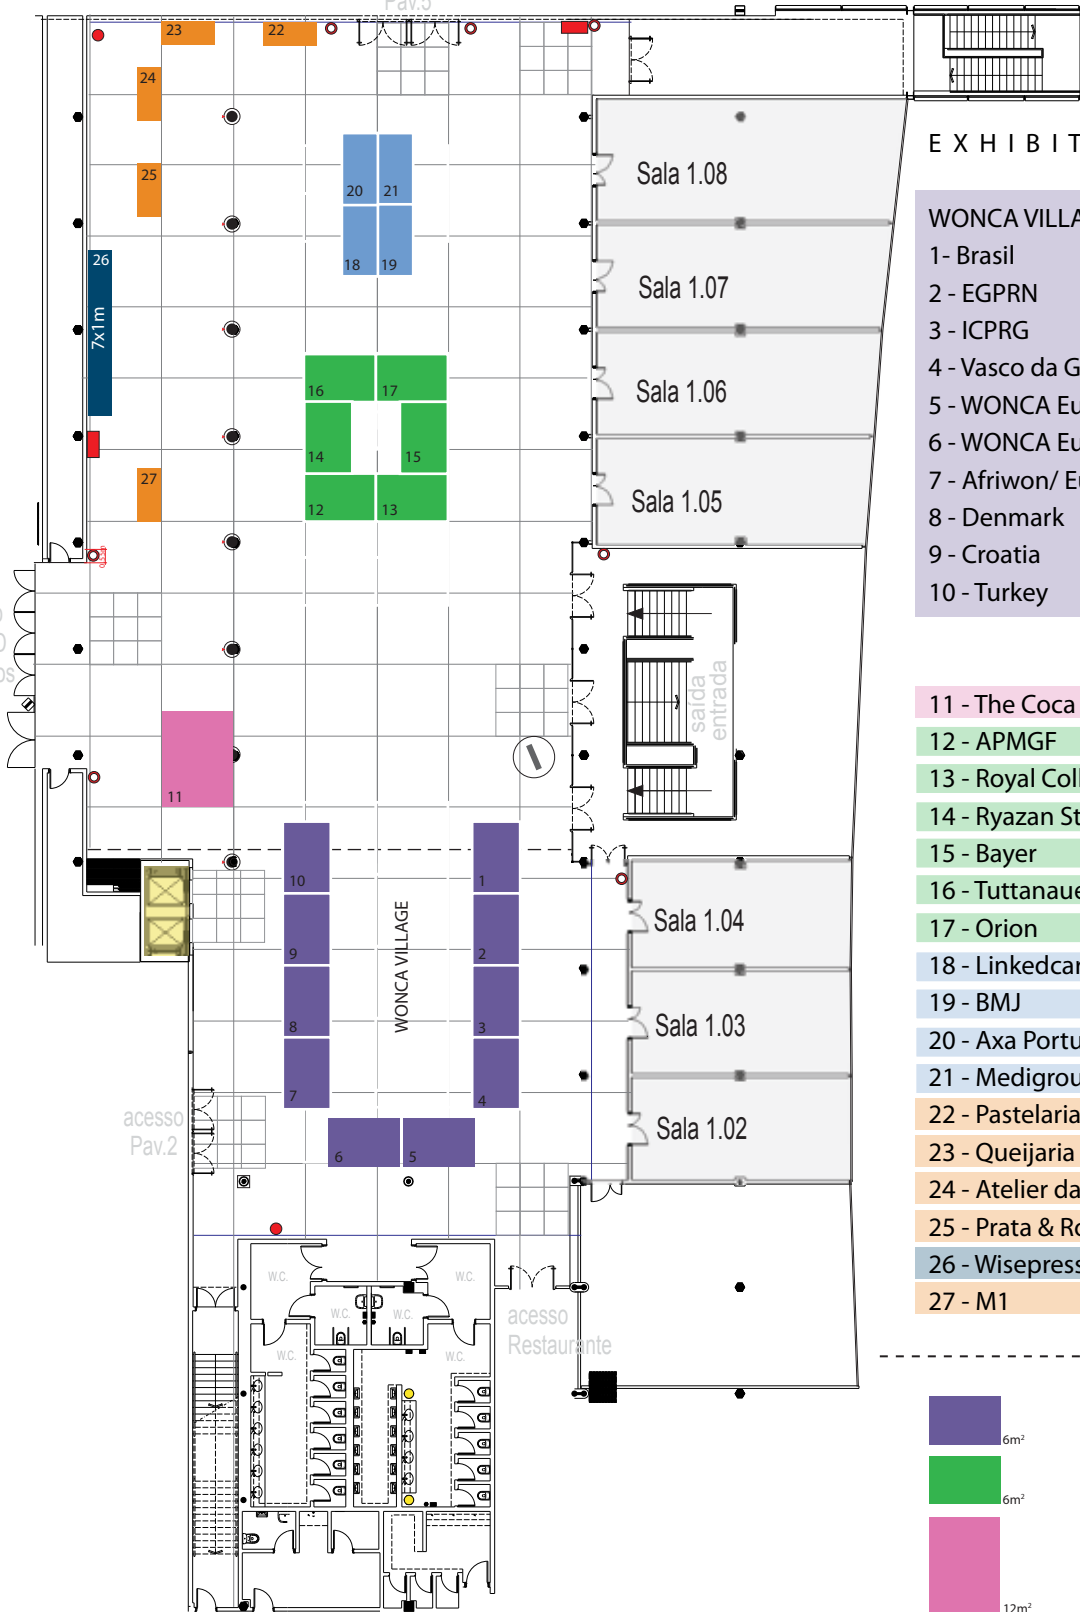 Pav.5
23
22
24
20
21
25
18
19
26
7x1m
16
17
14
15
12
13
27
11
10
1
9
2
8
3
7
4
6
5
WONCA VILLAGE
Sala 1.08
Sala 1.07
Sala 1.06
Sala 1.05
saída
entrada
Sala 1.04
Sala 1.03
Sala 1.02
acesso
Pav.2
W.C.
W.C.
W.C.
W.C.
W.C.
W.C.
acesso
Restaurante
E X H I B I T
WONCA VILLA
1- Brasil
2 - EGPRN
3 - ICPRG
4 - Vasco da G
5 - WONCA Eu
6 - WONCA Eu
7 - Afriwon/ Eu
8 - Denmark
9 - Croatia
10 - Turkey
11 - The Coca
12 - APMGF
13 - Royal Coll
14 - Ryazan St
15 - Bayer
16 - Tuttanaue
17 - Orion
18 - Linkedcar
19 - BMJ
20 - Axa Portu
21 - Medigrou
22 - Pastelaria
23 - Queijaria
24 - Atelier da
25 - Prata & Ro
26 - Wisepress
27 - M1
6m²
6m²
12m²